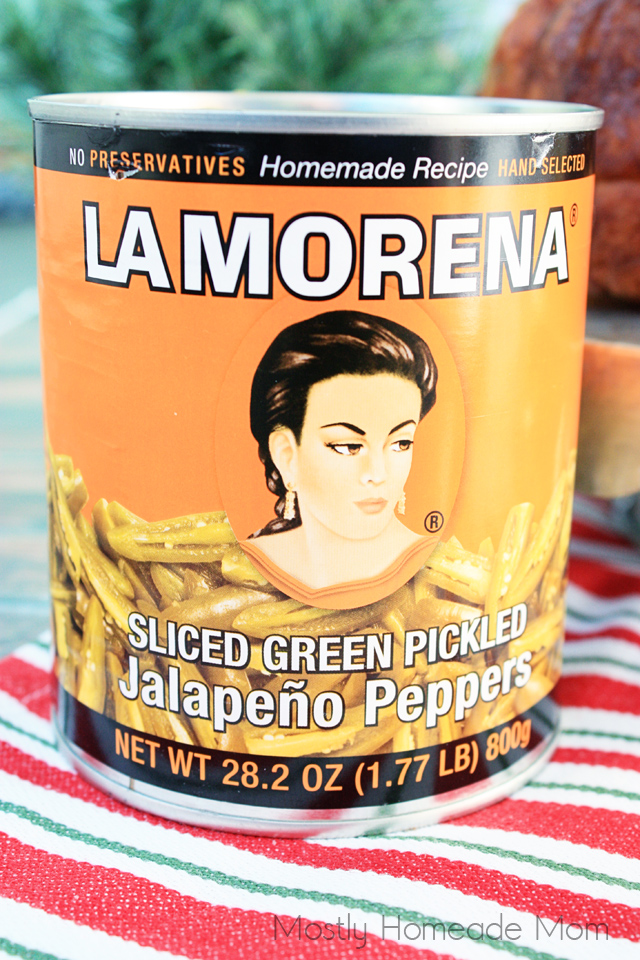 NO PRESERVATIVES Homemade Recipe HAND SELECTED
LA MORENA®
®
SLICED GREEN PICKLED
Jalapeño Peppers
NET WT 28.2 OZ (1.77 LB) 800g
Mostly Homeade Mom